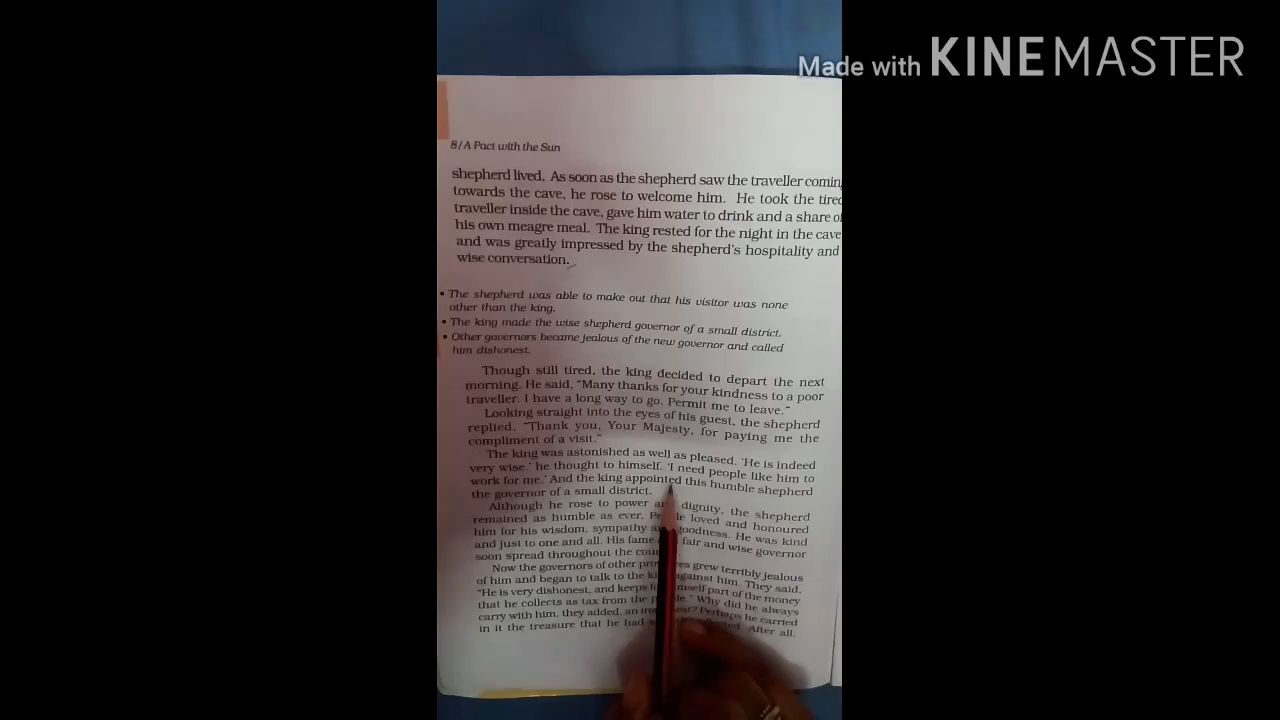 Made with KINEMASTER
8/A Pact with the Sun
shepherd lived. As soon as the shepherd saw the traveller coming
towards the cave, he rose to welcome him. He took the tired
traveller inside the cave, gave him water to drink and a share of
his own meagre meal. The king rested for the night in the cave
and was greatly impressed by the shepherd's hospitality and
wise conversation.
• The shepherd was able to make out that his visitor was none
other than the king.
• The king made the wise shepherd governor of a small district.
• Other governors became jealous of the new governor and called
him dishonest.
Though still tired, the king decided to depart the next
morning. He said, “Many thanks for your kindness to a poor
traveller. I have a long way to go. Permit me to leave.”
Looking straight into the eyes of his guest, the shepherd
replied, “Thank you, Your Majesty, for paying me the
compliment of a visit.”
The king was astonished as well as pleased. ‘He is indeed
very wise,’ he thought to himself. ‘I need people like him to
work for me.’ And the king appointed this humble shepherd
the governor of a small district.
Although he rose to power dignity, the shepherd
remained as humble as ever. loved and honoured
him for his wisdom, sympathy goodness. He was kind
and just to one and all. His fame fair and wise governor
soon spread throughout the
Now the governors of other grew terribly jealous
of him and began to talk to the against him. They said,
“He is very dishonest, and keeps part of the money
that he collects as tax from the Why did he always
carry with him, they added, an Perhaps he carried
in it the treasure that he had After all,